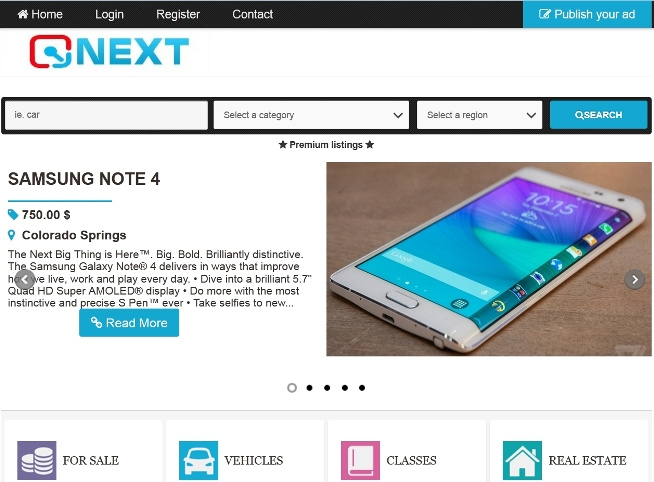 Home Login Register Contact Publish your ad
NEXT
ie. car Select a category Select a region SEARCH
Premium listings
SAMSUNG NOTE 4
750.00 $
Colorado Springs
The Next Big Thing is Here™. Big. Bold. Brilliantly distinctive.
The Samsung Galaxy Note® 4 delivers in ways that improve
we live, work and play every day. • Dive into a brilliant 5.7"
Quad HD Super AMOLED® display • Do more with the most
instinctive and precise S Pen™ ever • Take selfies to new...
Read More
10:15
FOR SALE VEHICLES CLASSES REAL ESTATE